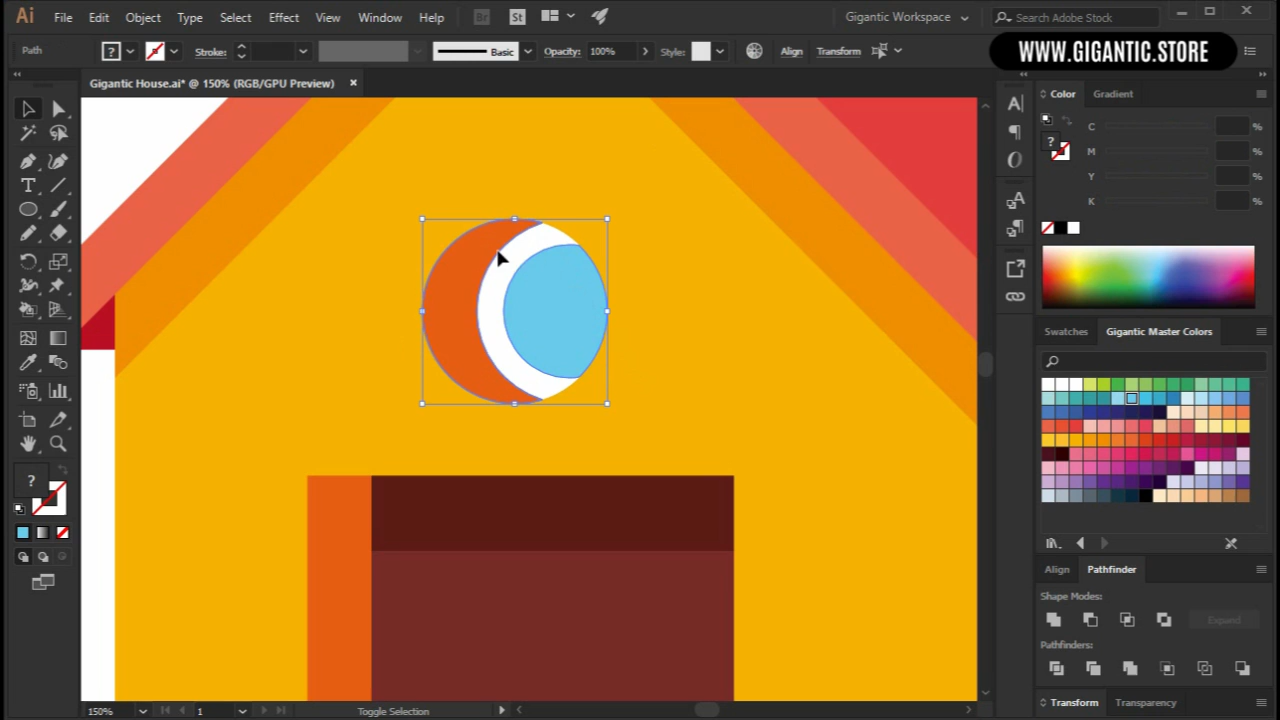 Ai File Edit Object Type Select Effect View Window Help Br St Gigantic Workspace Search Adobe Stock
Path ? Stroke: Basic Opacity: 100% Style: Align Transform WWW.GIGANTIC.STORE
Gigantic House.ai* @ 150% (RGB/GPU Preview)
Color Gradient
C %
M %
Y %
K %
Swatches Gigantic Master Colors
Align Pathfinder
Shape Modes:
Expand
Pathfinders:
Transform Transparency
150% 1 Toggle Selection